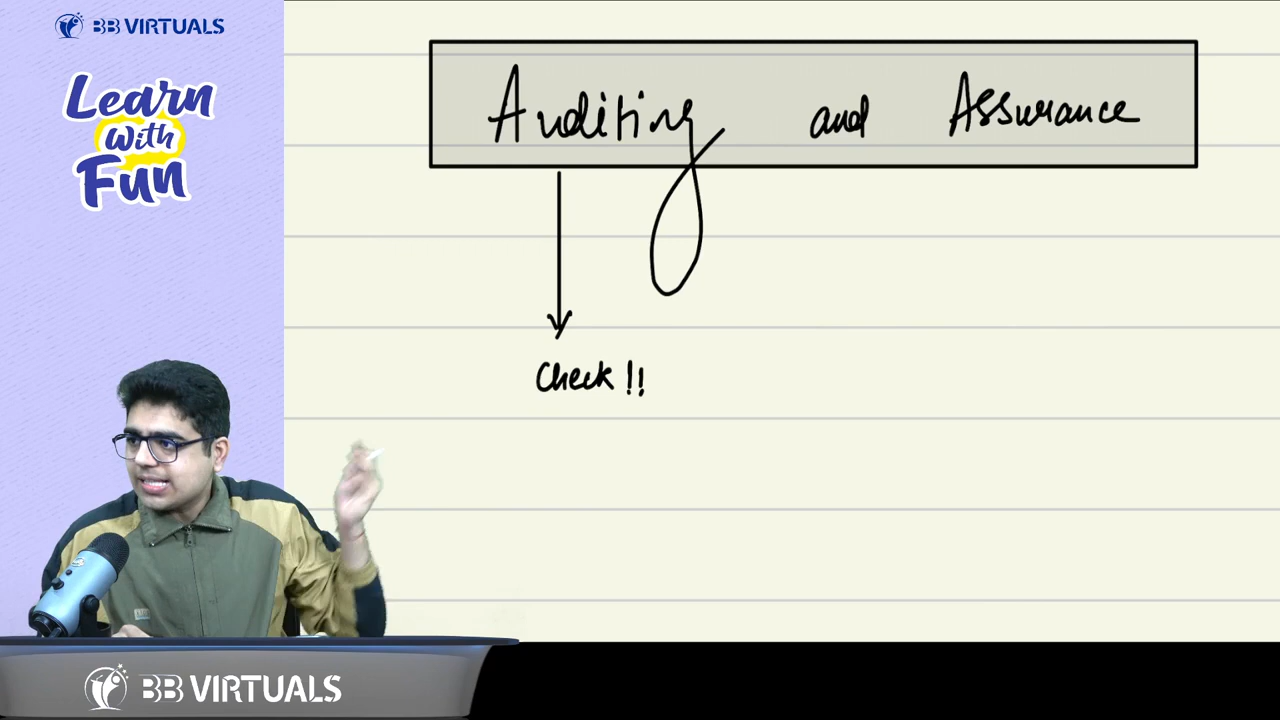 BB VIRTUALS
Learn
With
Fun
Auditing and Assurance
Check !!
BB VIRTUALS